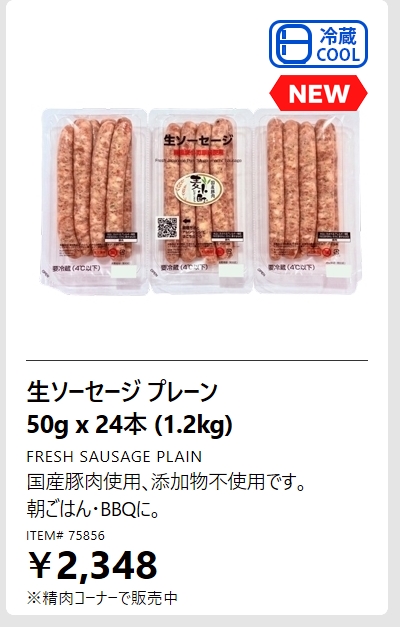 冷蔵
COOL
NEW
生ソーセージ
要冷蔵 (4℃以下)
要冷蔵 (4℃以下)
生ソーセージ プレーン
50g x 24本 (1.2kg)
FRESH SAUSAGE PLAIN
国産豚肉使用、添加物不使用です。
朝ごはん・BBQに。
ITEM# 75856
￥2,348
※精肉コーナーで販売中